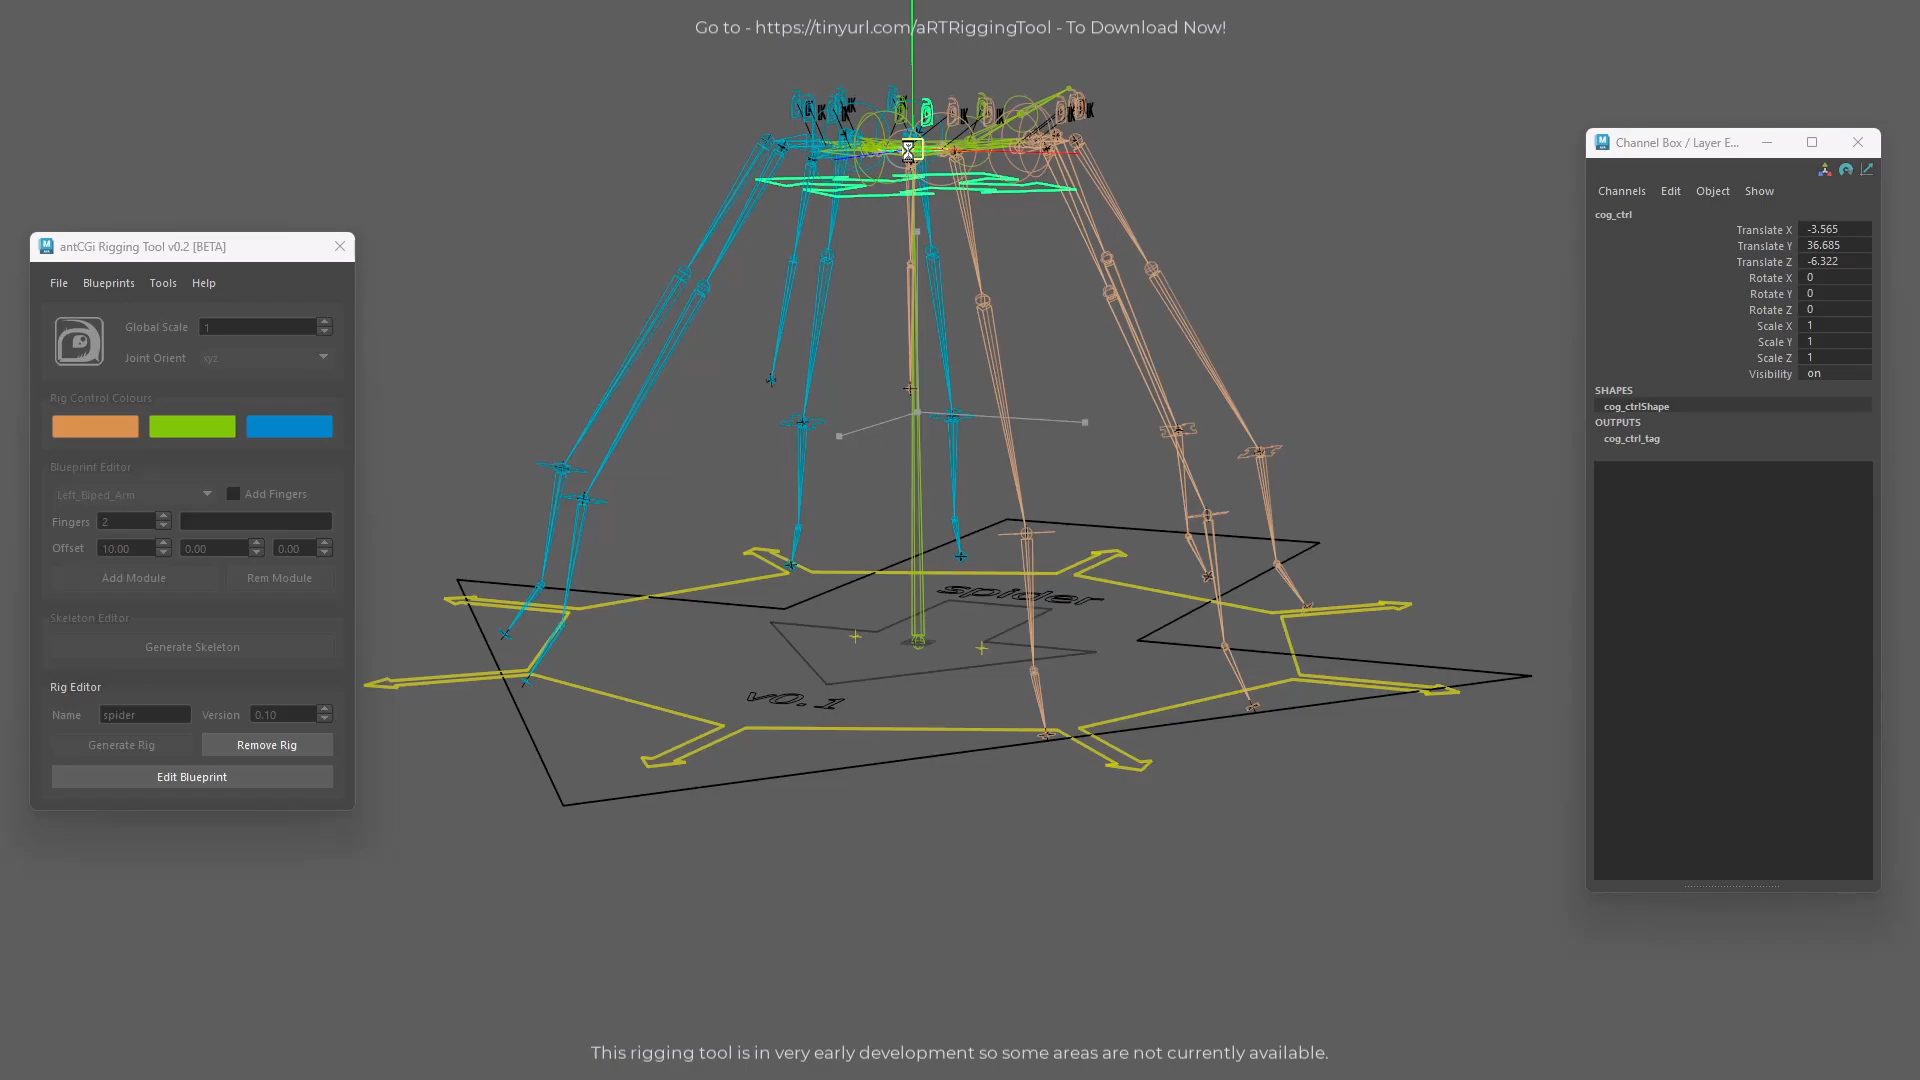 Go to - https://tinyurl.com/aRTRiggingTool - To Download Now!
antCGi Rigging Tool v0.2 [BETA]
File Blueprints Tools Help
Global Scale 1
Joint Orient xyz
Rig Control Colours
Blueprint Editor
Left_Biped_Arm Add Fingers
Fingers 2
Offset 10.00 0.00 0.00
Add Module Rem Module
Skeleton Editor
Generate Skeleton
Rig Editor
Name spider Version 0.10
Generate Rig Remove Rig
Edit Blueprint
spider
v0.1
Channel Box / Layer E...
Channels Edit Object Show
cog_ctrl
Translate X -3.565
Translate Y 36.685
Translate Z -6.322
Rotate X 0
Rotate Y 0
Rotate Z 0
Scale X 1
Scale Y 1
Scale Z 1
Visibility on
SHAPES
cog_ctrlShape
OUTPUTS
cog_ctrl_tag
This rigging tool is in very early development so some areas are not currently available.